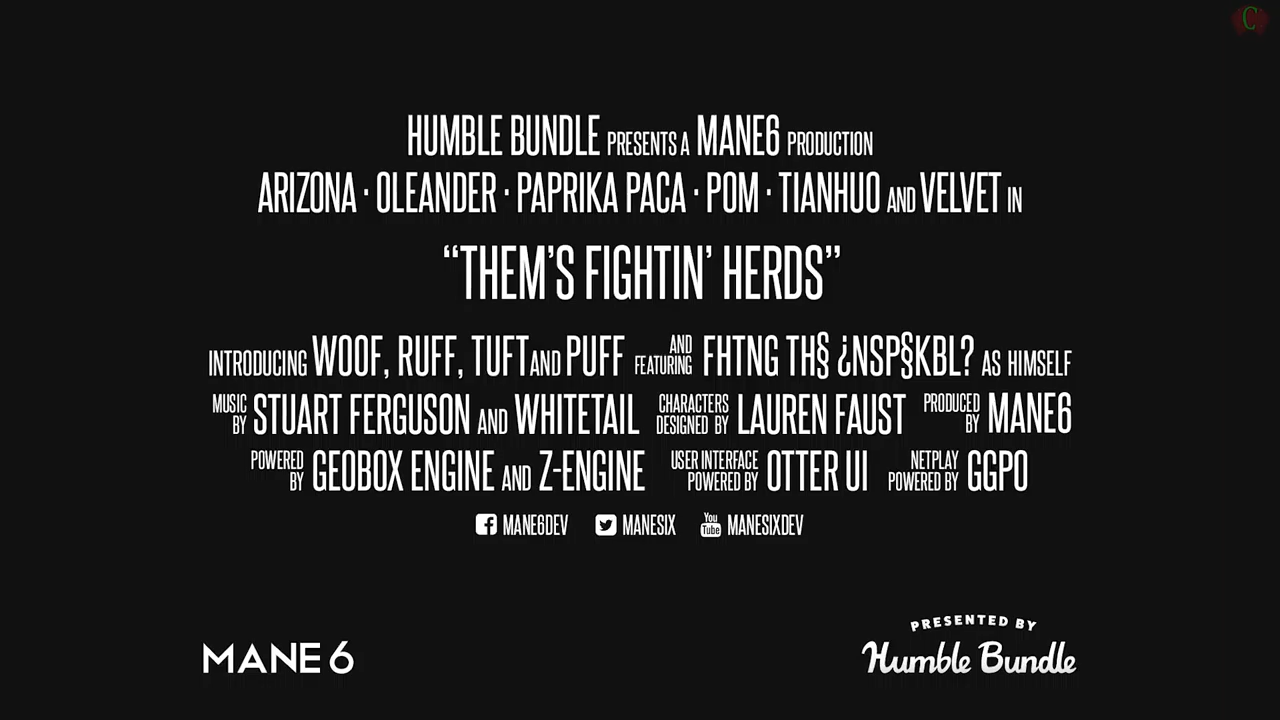 C
HUMBLE BUNDLE PRESENTS A MANE6 PRODUCTION
ARIZONA · OLEANDER · PAPRIKA PACA · POM · TIANHUO AND VELVET IN
“THEM’S FIGHTIN’ HERDS”
INTRODUCING WOOF, RUFF, TUFT AND PUFF AND FEATURING FHTNG TH§ ¿NSP§KBL? AS HIMSELF
MUSIC BY STUART FERGUSON AND WHITETAIL CHARACTERS DESIGNED BY LAUREN FAUST PRODUCED BY MANE6
POWERED BY GEOBOX ENGINE AND Z-ENGINE USER INTERFACE POWERED BY OTTER UI NETPLAY POWERED BY GGPO
MANE6DEV MANESIX You Tube MANESIXDEV
PRESENTED BY
MANE 6 Humble Bundle